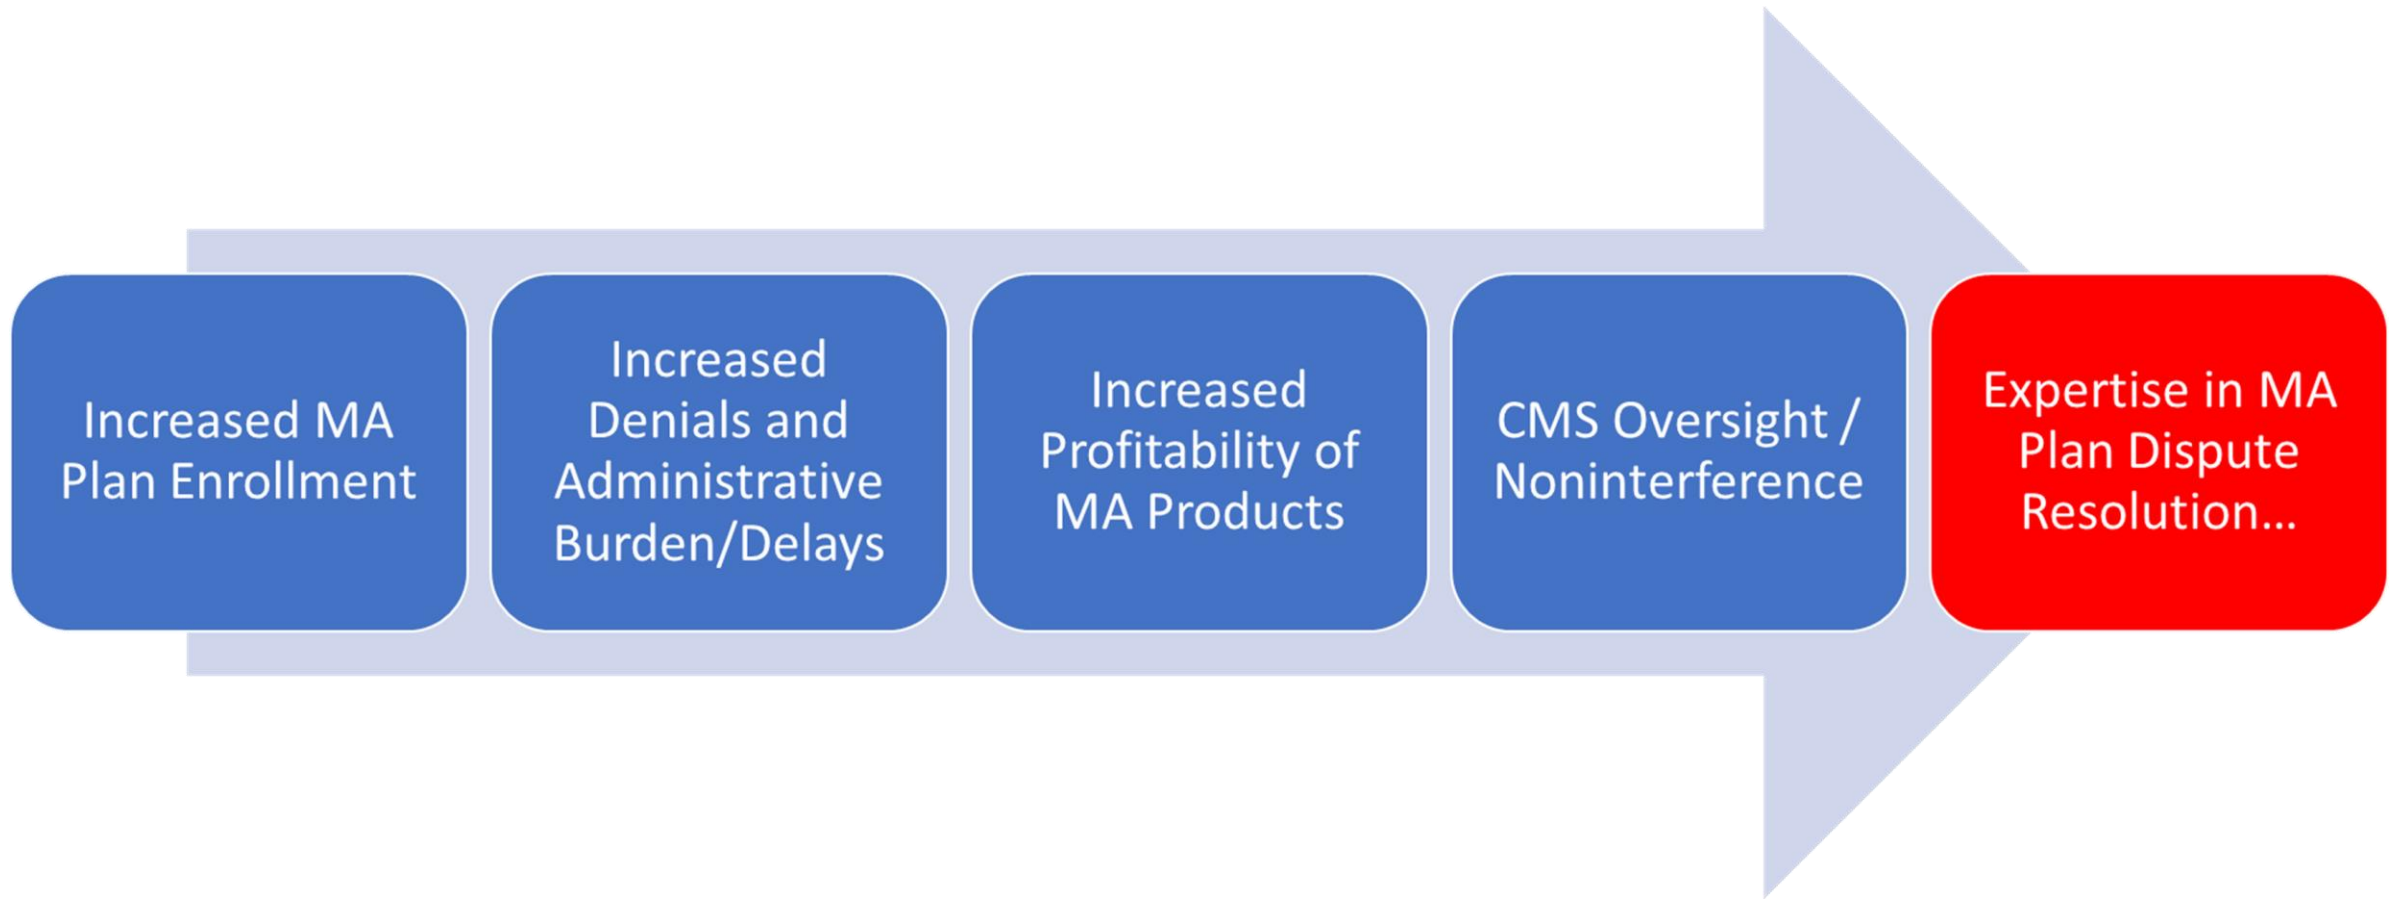 Increased MA
Plan Enrollment
Increased
Denials and
Administrative
Burden/Delays
Increased
Profitability of
MA Products
CMS Oversight /
Noninterference
Expertise in MA
Plan Dispute
Resolution...